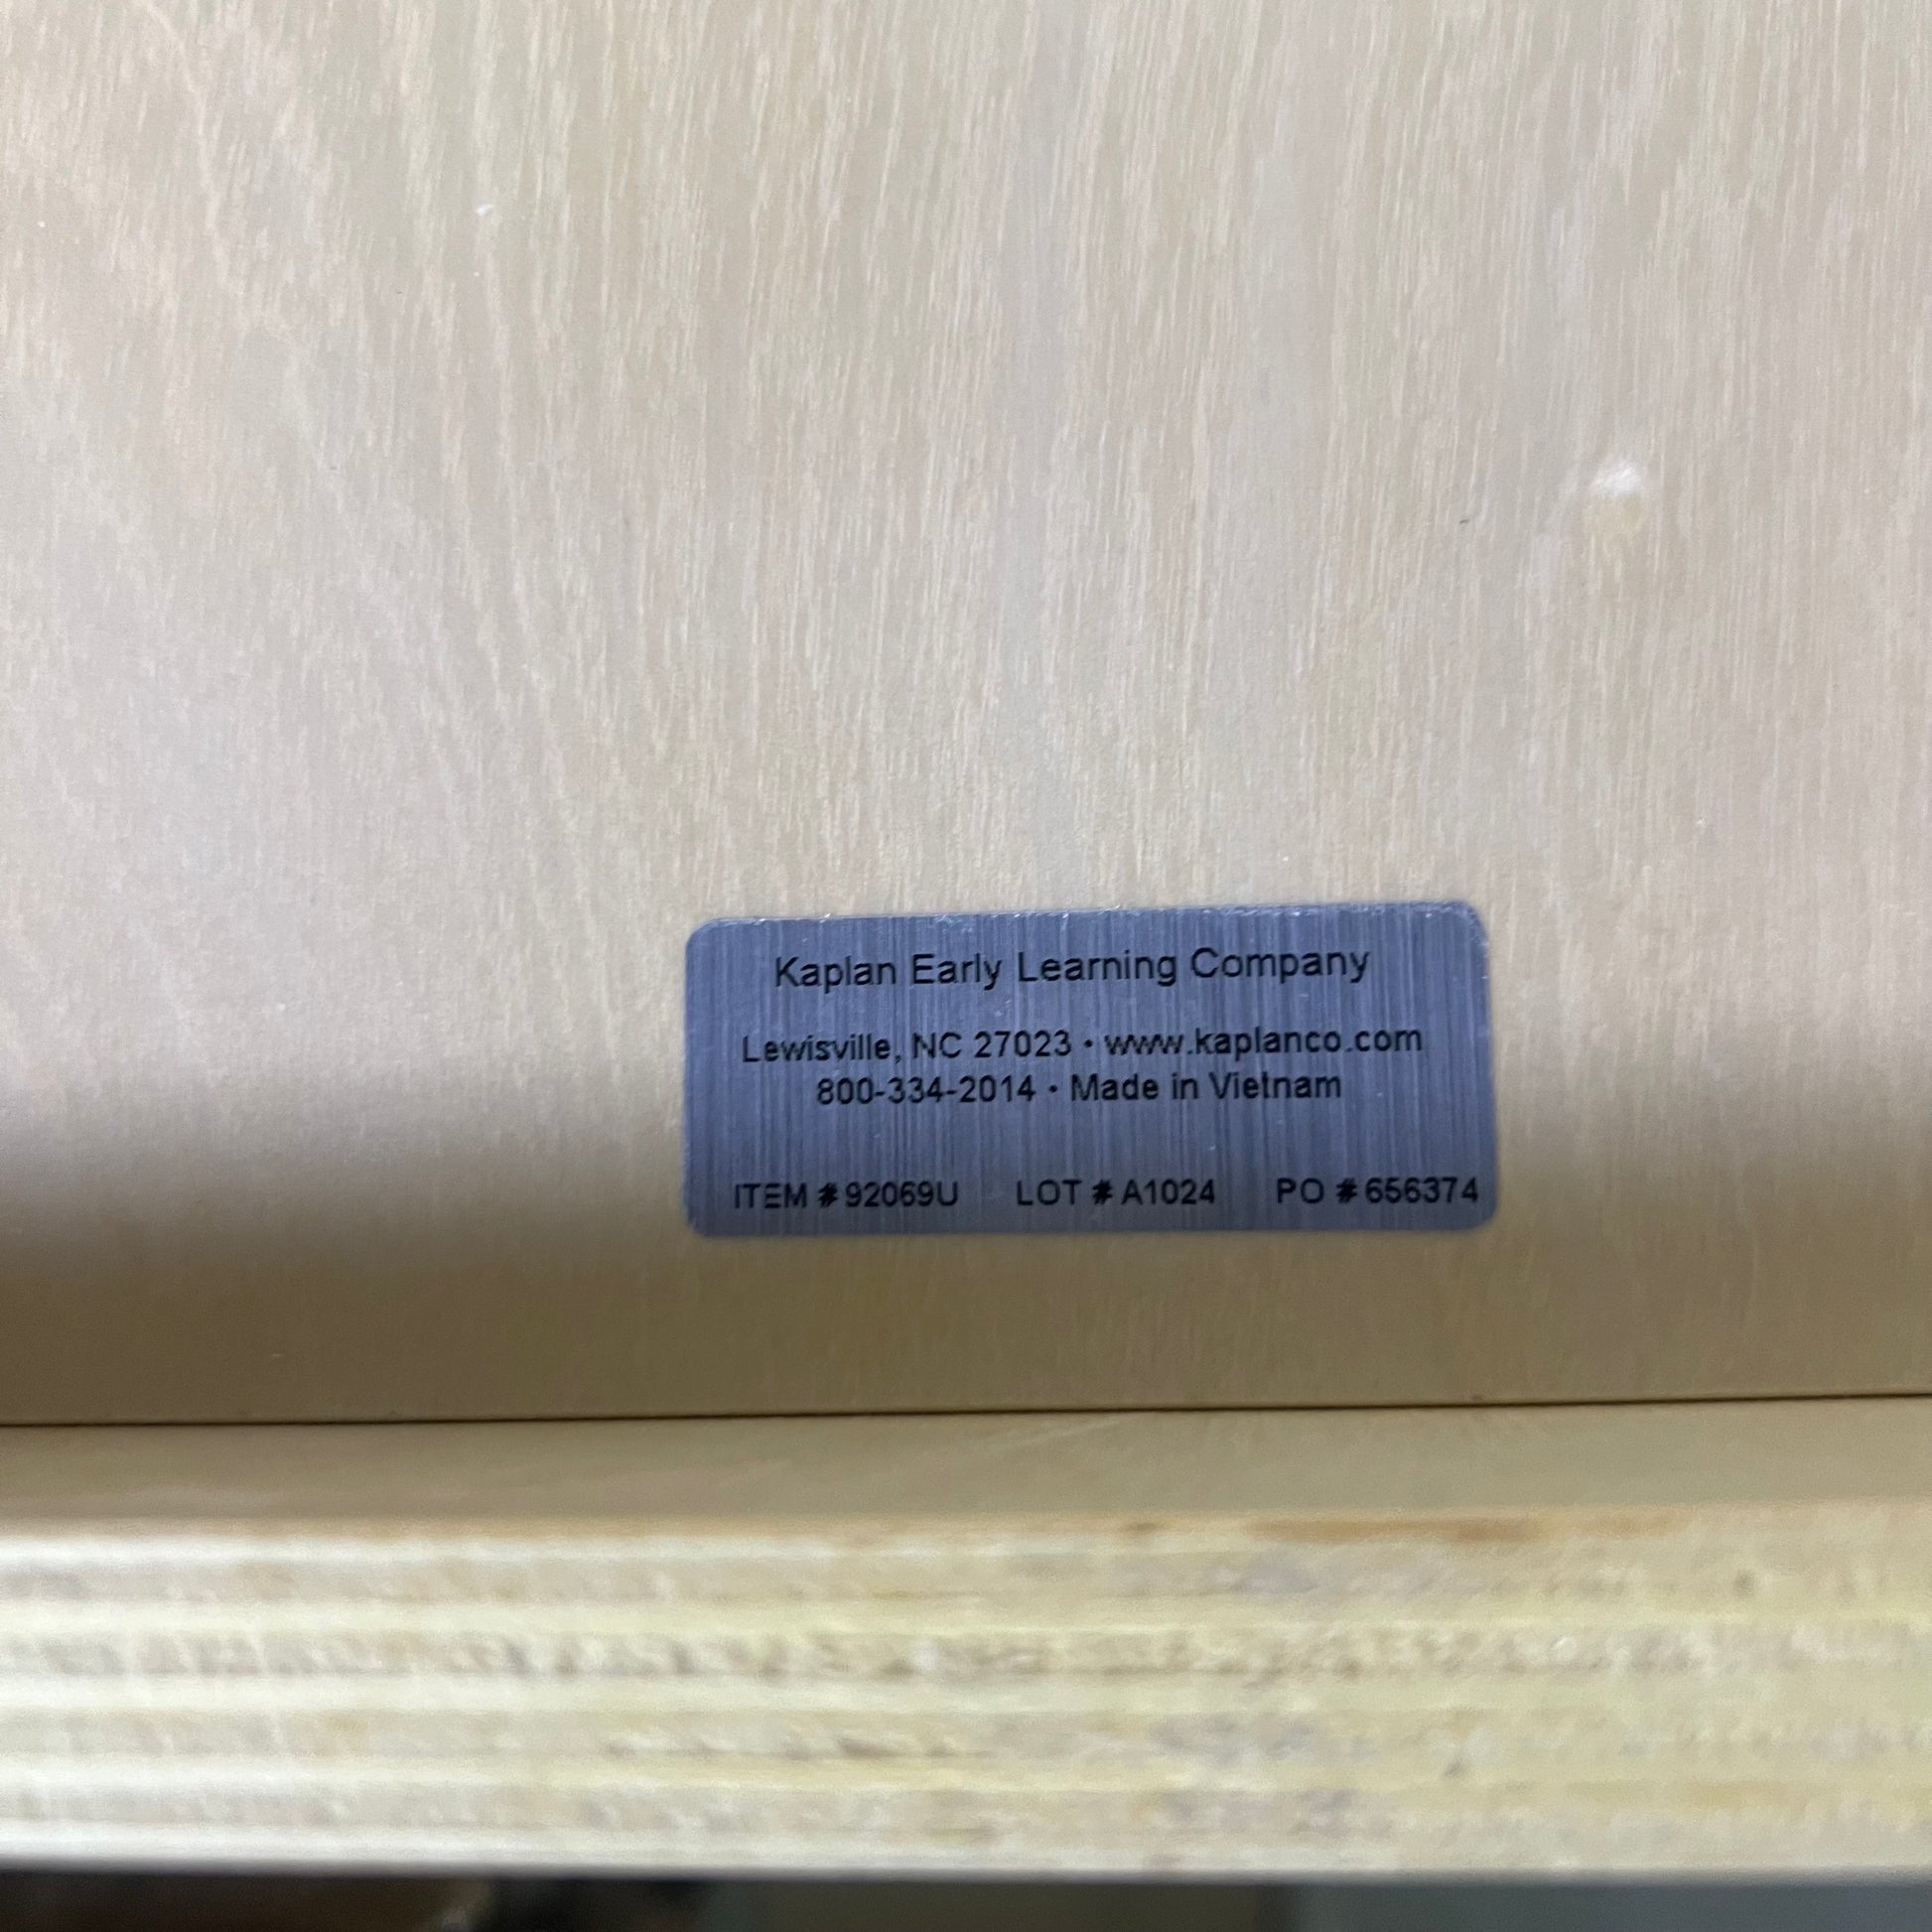 Kaplan Early Learning Company
Lewisville, NC 27023 • www.kaplanco.com
800-334-2014 • Made in Vietnam
ITEM # 92069U LOT # A1024 PO # 656374